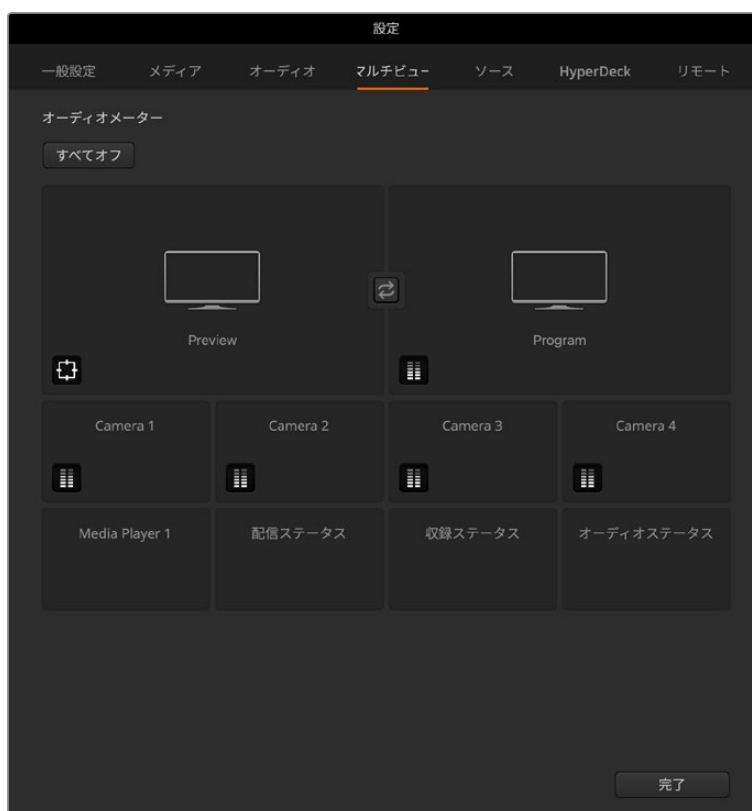 設定
一般設定 メディア オーディオ マルチビュー ソース HyperDeck リモート
オーディオメーター
すべてオフ
Preview Program
Camera 1 Camera 2 Camera 3 Camera 4
Media Player 1 配信ステータス 収録ステータス オーディオステータス
完了